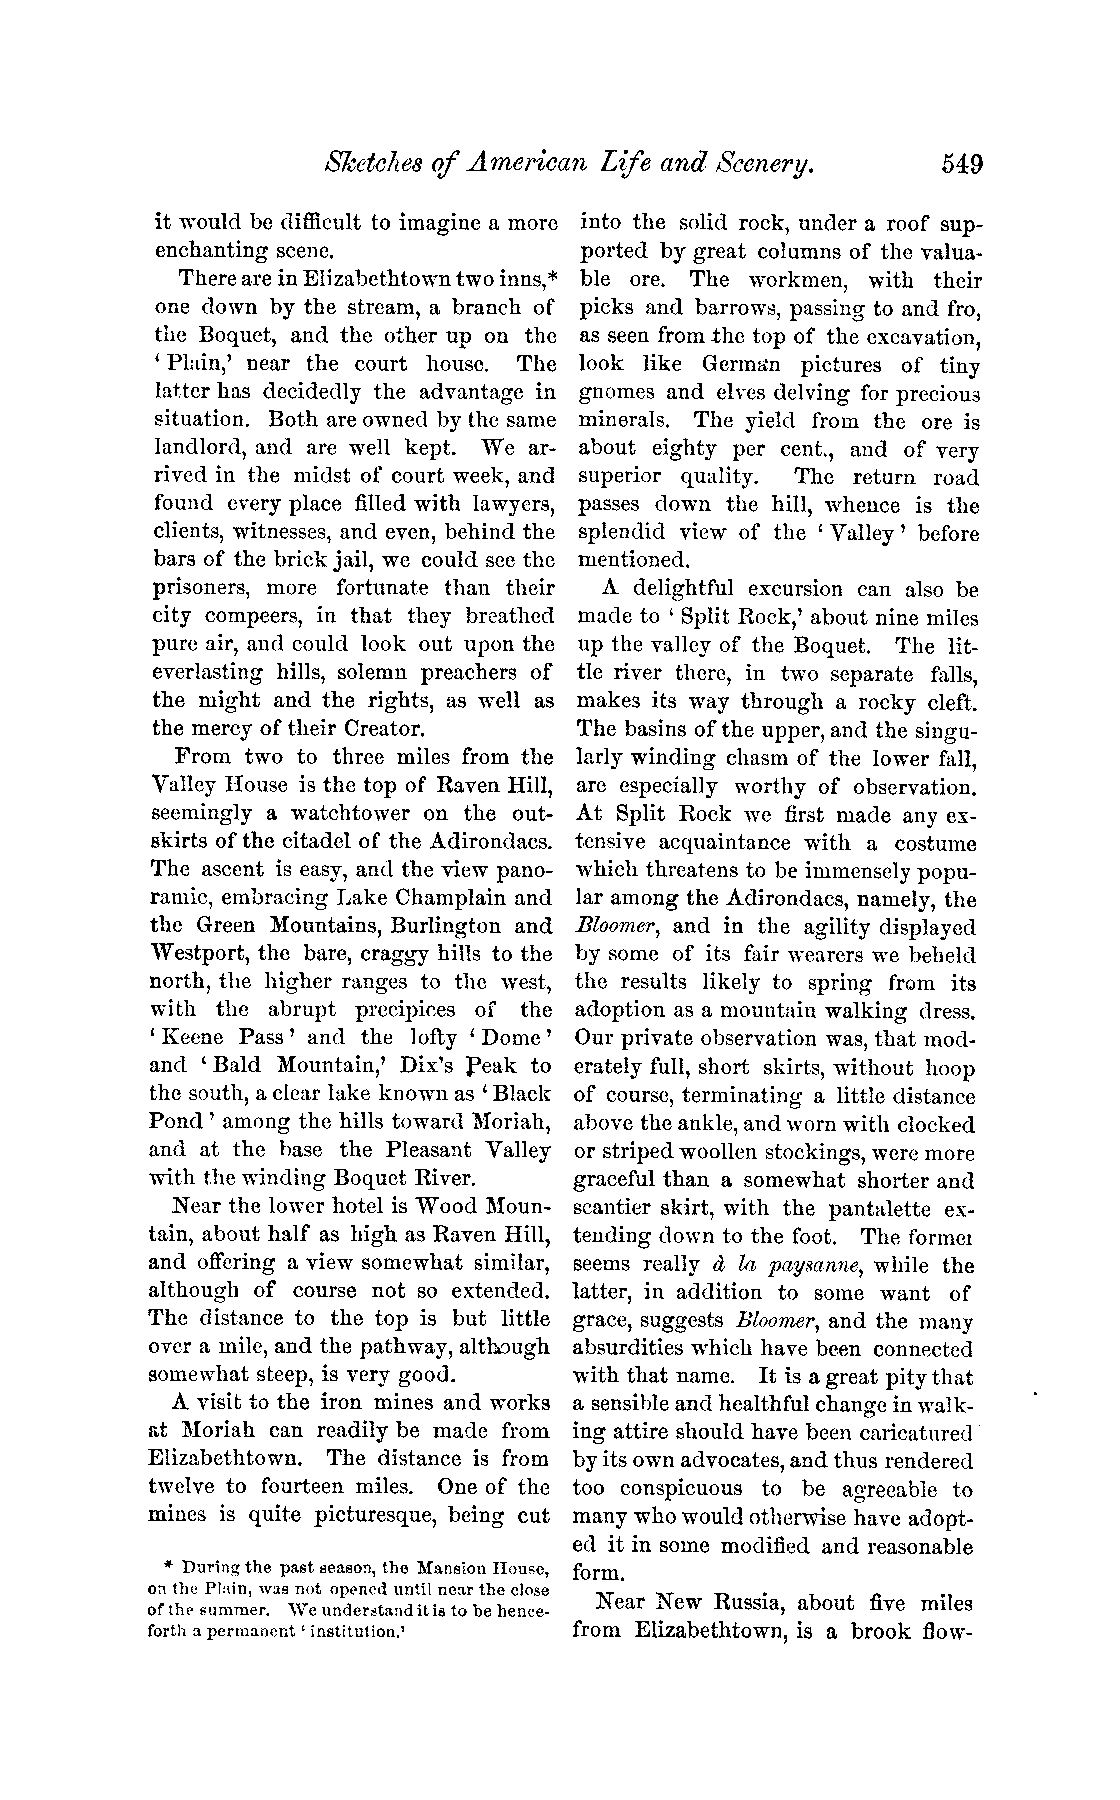 Sketches of American Life and Scenery. 549
it would be difficult to imagine a more
enchanting scene.
There are in Elizabethtown two inns,*
one down by the stream, a branch of
the Boquet, and the other up on the
‘Plain,’ near the court house. The
latter has decidedly the advantage in
situation. Both are owned by the same
landlord, and are well kept. We ar-
rived in the midst of court week, and
found every place filled with lawyers,
clients, witnesses, and even, behind the
bars of the brick jail, we could see the
prisoners, more fortunate than their
city compeers, in that they breathed
pure air, and could look out upon the
everlasting hills, solemn preachers of
the might and the rights, as well as
the mercy of their Creator.
From two to three miles from the
Valley House is the top of Raven Hill,
seemingly a watchtower on the out-
skirts of the citadel of the Adirondacs.
The ascent is easy, and the view pano-
ramic, embracing Lake Champlain and
the Green Mountains, Burlington and
Westport, the bare, craggy hills to the
north, the higher ranges to the west,
with the abrupt precipices of the
‘Keene Pass’ and the lofty ‘Dome’
and ‘Bald Mountain,’ Dix's Peak to
the south, a clear lake known as ‘Black
Pond’ among the hills toward Moriah,
and at the base the Pleasant Valley
with the winding Boquet River.
Near the lower hotel is Wood Moun-
tain, about half as high as Raven Hill,
and offering a view somewhat similar,
although of course not so extended.
The distance to the top is but little
over a mile, and the pathway, although
somewhat steep, is very good.
A visit to the iron mines and works
at Moriah can readily be made from
Elizabethtown. The distance is from
twelve to fourteen miles. One of the
mines is quite picturesque, being cut
* During the past season, the Mansion House,
on the Plain, was not opened until near the close
of the summer. We understand it is to be hence-
forth a permanent ‘institution.’
into the solid rock, under a roof sup-
ported by great columns of the valua-
ble ore. The workmen, with their
picks and barrows, passing to and fro,
as seen from the top of the excavation,
look like German pictures of tiny
gnomes and elves delving for precious
minerals. The yield from the ore is
about eighty per cent., and of very
superior quality. The return road
passes down the hill, whence is the
splendid view of the ‘Valley’ before
mentioned.
A delightful excursion can also be
made to ‘Split Rock,’ about nine miles
up the valley of the Boquet. The lit-
tle river there, in two separate falls,
makes its way through a rocky cleft.
The basins of the upper, and the singu-
larly winding chasm of the lower fall,
are especially worthy of observation.
At Split Rock we first made any ex-
tensive acquaintance with a costume
which threatens to be immensely popu-
lar among the Adirondacs, namely, the
Bloomer, and in the agility displayed
by some of its fair wearers we beheld
the results likely to spring from its
adoption as a mountain walking dress.
Our private observation was, that mod-
erately full, short skirts, without hoop
of course, terminating a little distance
above the ankle, and worn with clocked
or striped woollen stockings, were more
graceful than a somewhat shorter and
scantier skirt, with the pantalette ex-
tending down to the foot. The former
seems really à la paysanne, while the
latter, in addition to some want of
grace, suggests Bloomer, and the many
absurdities which have been connected
with that name. It is a great pity that
a sensible and healthful change in walk-
ing attire should have been caricatured
by its own advocates, and thus rendered
too conspicuous to be agreeable to
many who would otherwise have adopt-
ed it in some modified and reasonable
form.
Near New Russia, about five miles
from Elizabethtown, is a brook flow-